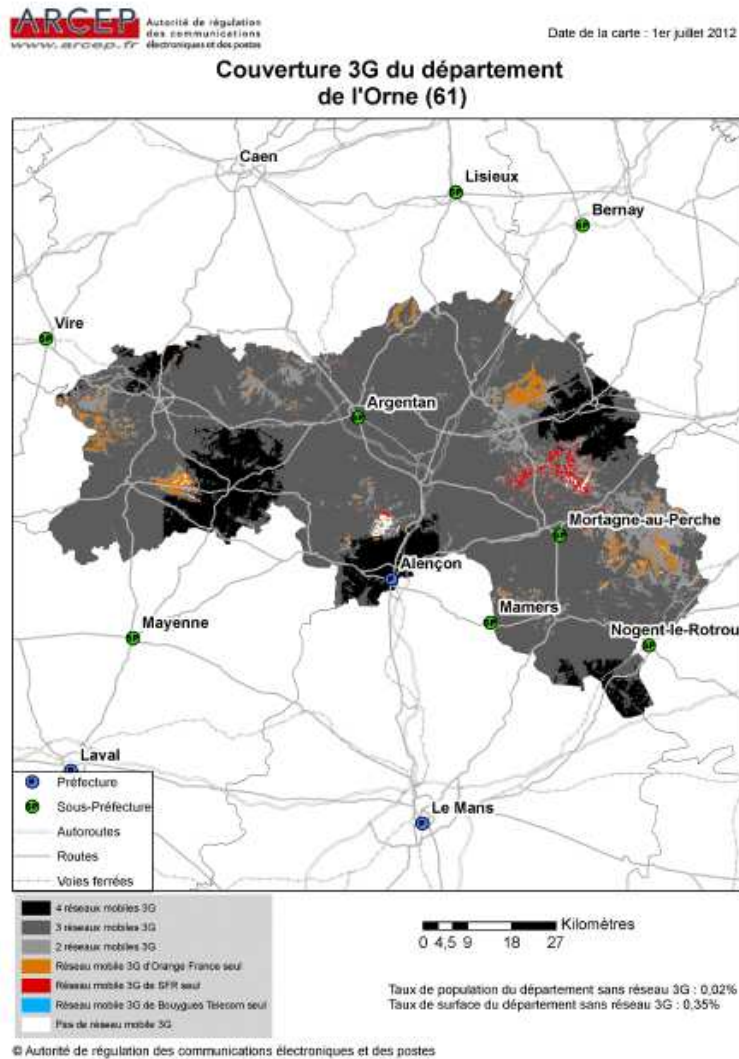 ARCEP
www.arcep.fr
Autorité de régulation
des communications
électroniques et des postes
Date de la carte : 1er juillet 2012
Couverture 3G du département
de l'Orne (61)
Caen
Lisieux
Bernay
Vire
Argentan
Mortagne-au-Perche
Alençon
Mamers
Mayenne
Nogent-le-Rotrou
Laval
Le Mans
Préfecture
SP Sous-Préfecture
Autoroutes
Routes
Voies ferrées
4 réseaux mobiles 3G
3 réseaux mobiles 3G
2 réseaux mobiles 3G
Réseau mobile 3G d'Orange France seul
Réseau mobile 3G de SFR seul
Réseau mobile 3G de Bouygues Telecom seul
Pas de réseau mobile 3G
Kilomètres
0 4,5 9 18 27
Taux de population du département sans réseau 3G : 0,02%
Taux de surface du département sans réseau 3G : 0,35%
© Autorité de régulation des communications électroniques et des postes